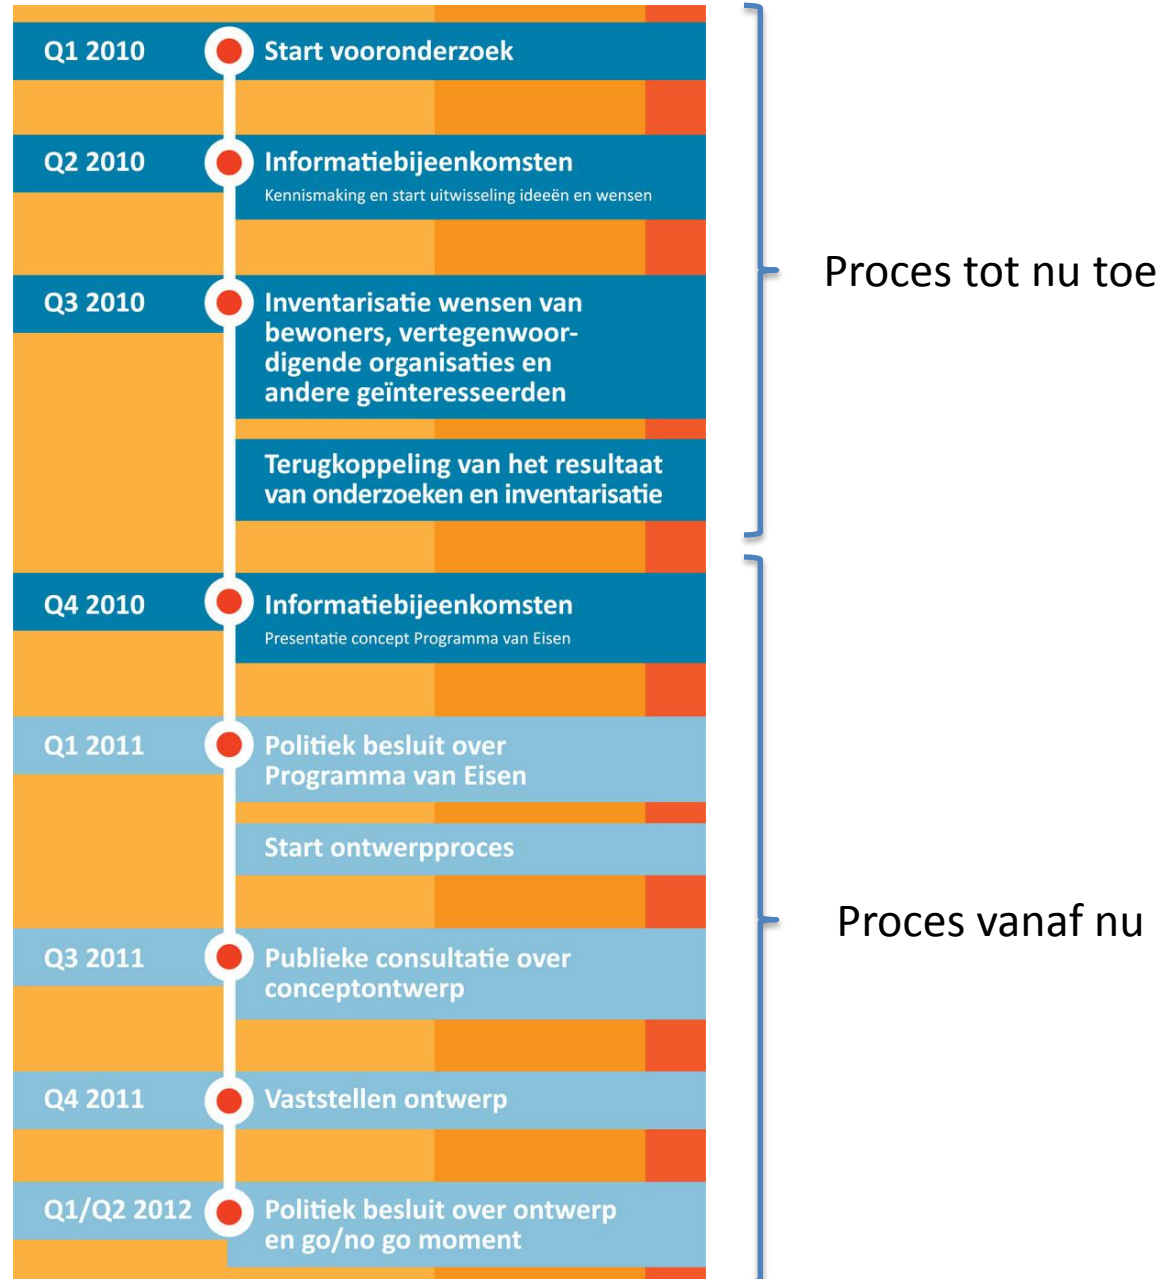 Q1 2010 Start vooronderzoek
Q2 2010 Informatiebijeenkomsten
Kennismaking en start uitwisseling ideeën en wensen
Q3 2010 Inventarisatie wensen van
bewoners, vertegenwoor-
digende organisaties en
andere geïnteresseerden
Terugkoppeling van het resultaat
van onderzoeken en inventarisatie
Proces tot nu toe
Q4 2010 Informatiebijeenkomsten
Presentatie concept Programma van Eisen
Q1 2011 Politiek besluit over
Programma van Eisen
Start ontwerpproces
Q3 2011 Publieke consultatie over
conceptontwerp
Q4 2011 Vaststellen ontwerp
Q1/Q2 2012 Politiek besluit over ontwerp
en go/no go moment
Proces vanaf nu